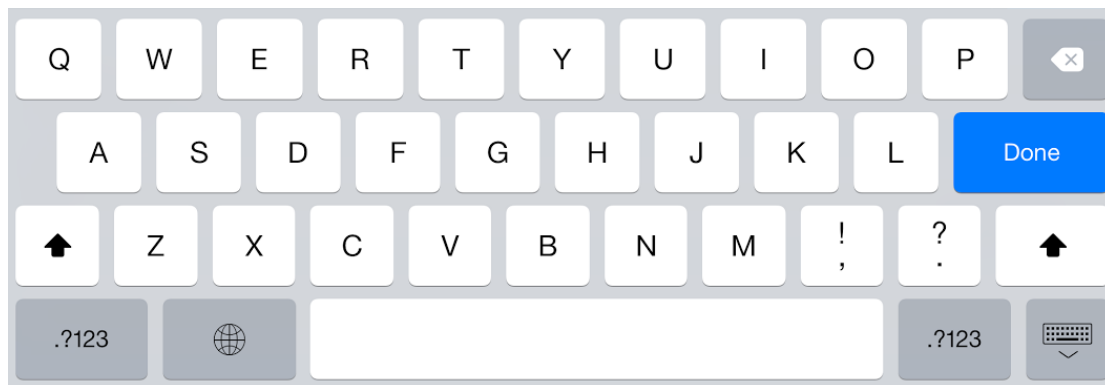 Q W E R T Y U I O P
A S D F G H J K L Done
Z X C V B N M ! ?
, .
.?123 .?123